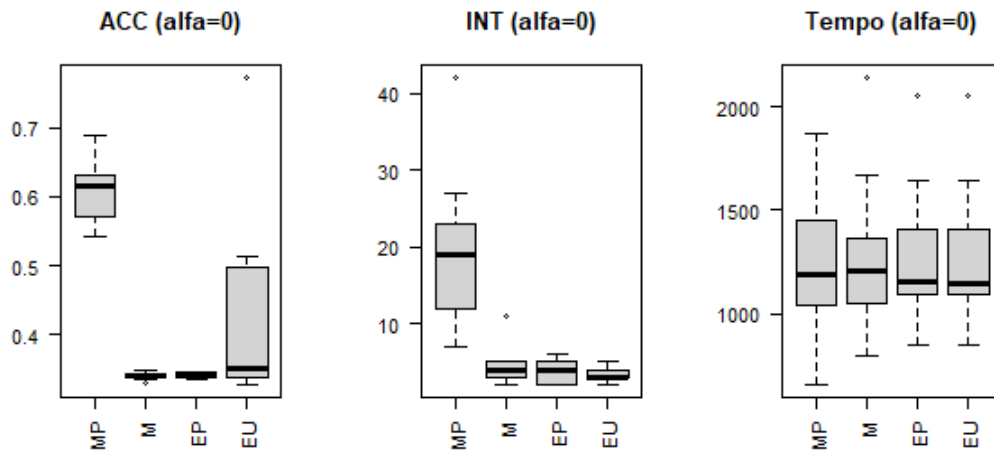 ACC (alfa=0)
0.7
0.6
0.5
0.4
MP
M
EP
EU
INT (alfa=0)
40
30
20
10
MP
M
EP
EU
Tempo (alfa=0)
2000
1500
1000
MP
M
EP
EU